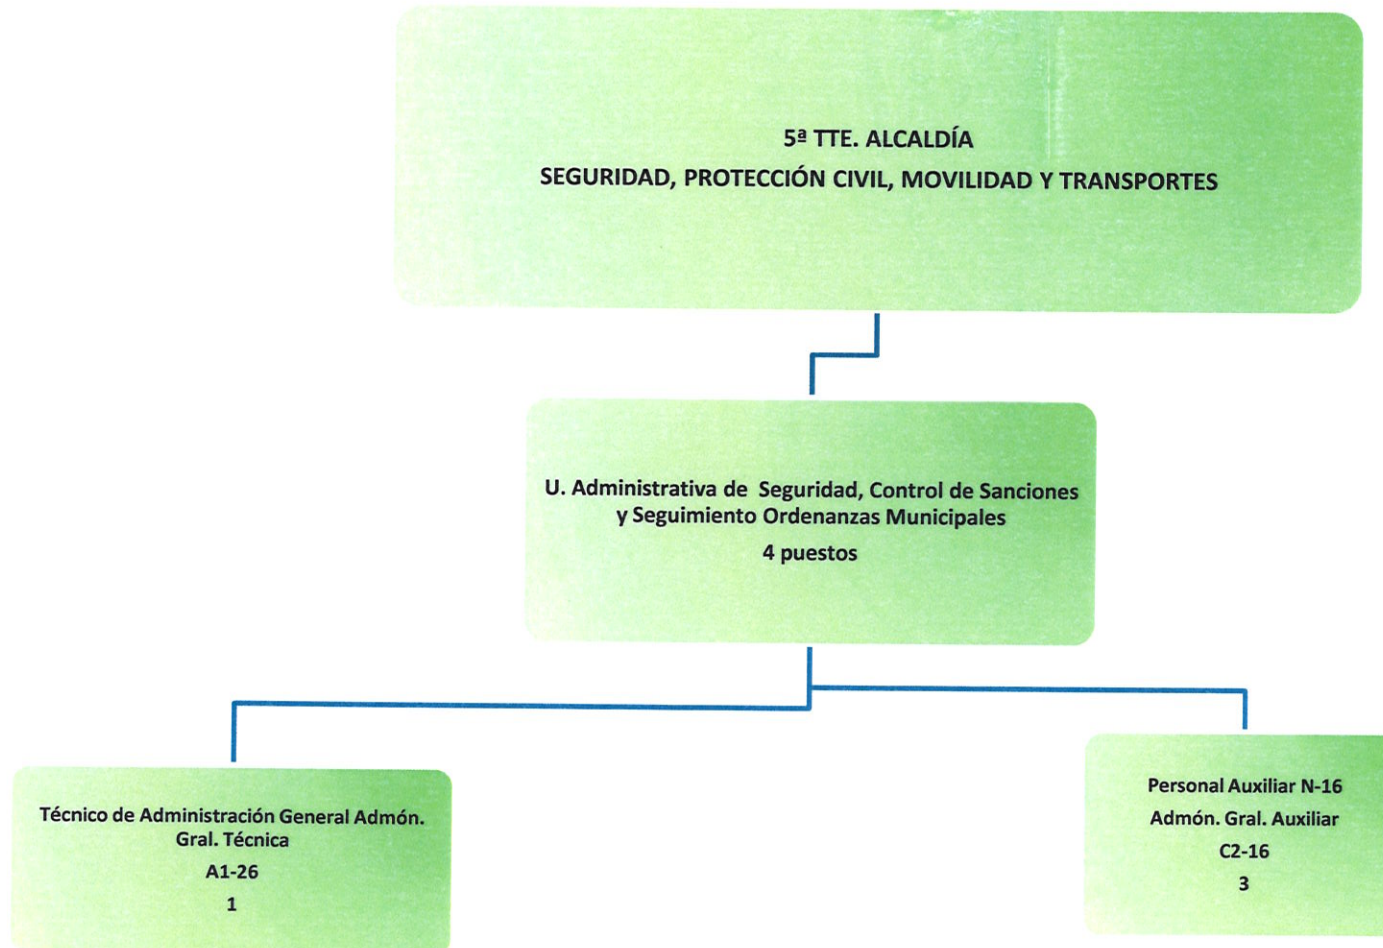 5ª TTE. ALCALDÍA
SEGURIDAD, PROTECCIÓN CIVIL, MOVILIDAD Y TRANSPORTES
U. Administrativa de Seguridad, Control de Sanciones
y Seguimiento Ordenanzas Municipales
4 puestos
Técnico de Administración General Admón.
Gral. Técnica
A1-26
1
Personal Auxiliar N-16
Admón. Gral. Auxiliar
C2-16
3